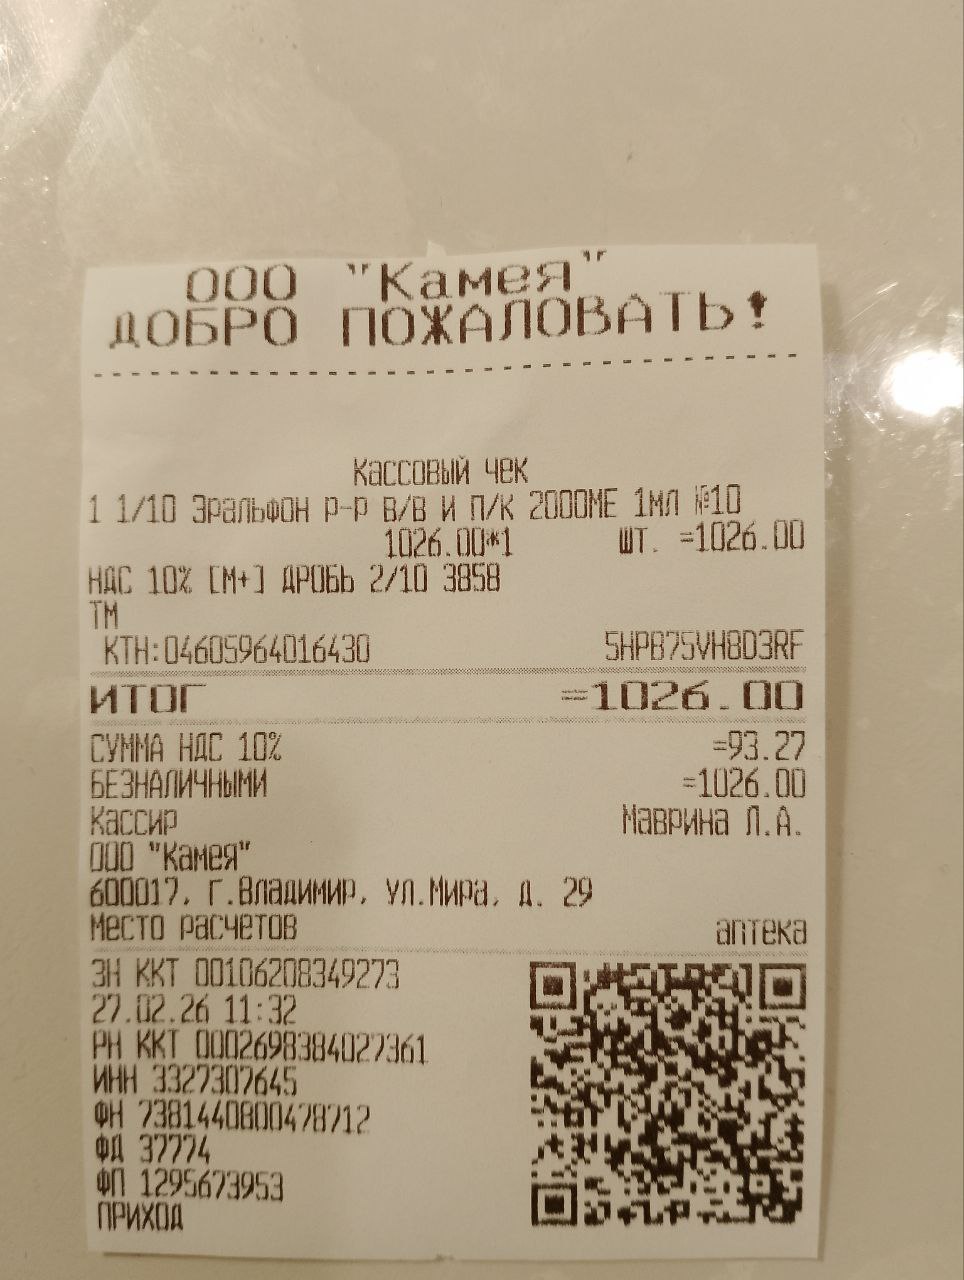 ООО "Камея"
ДОБРО ПОЖАЛОВАТЬ!
Кассовый чек
1 1/10 Эральфон р-р В/В И П/К 2000МЕ 1мл №10
1026.00*1 шт. =1026.00
НДС 10% [М+] ДРОБЬ 2/10 3858
ТМ
КТН:04605964016430 5HPB75VH8D3RF
ИТОГ =1026.00
СУММА НДС 10% =93.27
БЕЗНАЛИЧНЫМИ =1026.00
Кассир Маврина Л.А.
ООО "Камея"
600017, г.Владимир, ул.Мира, д. 29
Место расчетов аптека
ЗН ККТ 00106208349273
27.02.26 11:32
РН ККТ 0002698384027361
ИНН 3327307645
ФН 7381440800478712
ФД 37774
ФП 1295673953
ПРИХОД